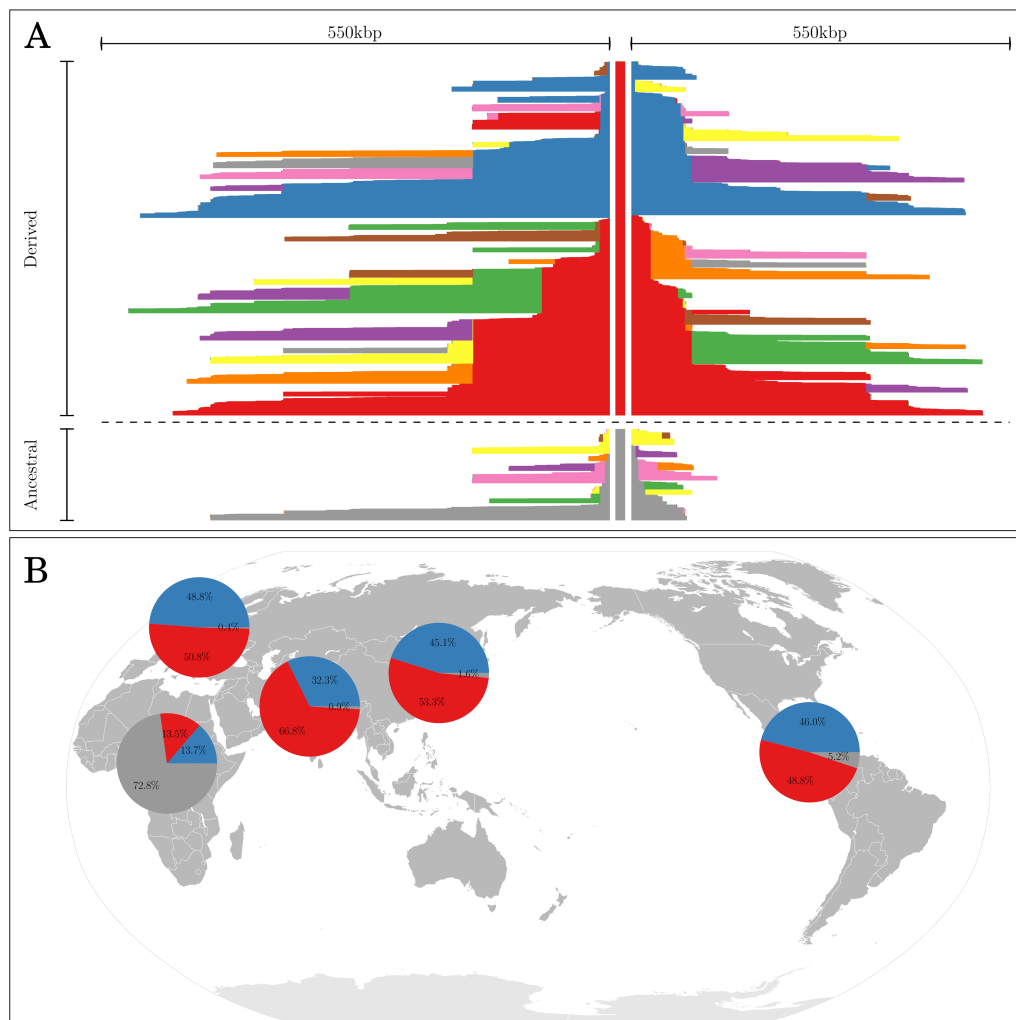 A
550kbp
550kbp
Derived
Ancestral
B
48.8%
0.4%
50.8%
45.1%
1.6%
53.3%
32.3%
0.9%
66.8%
13.5%
13.7%
72.8%
46.0%
5.2%
48.8%